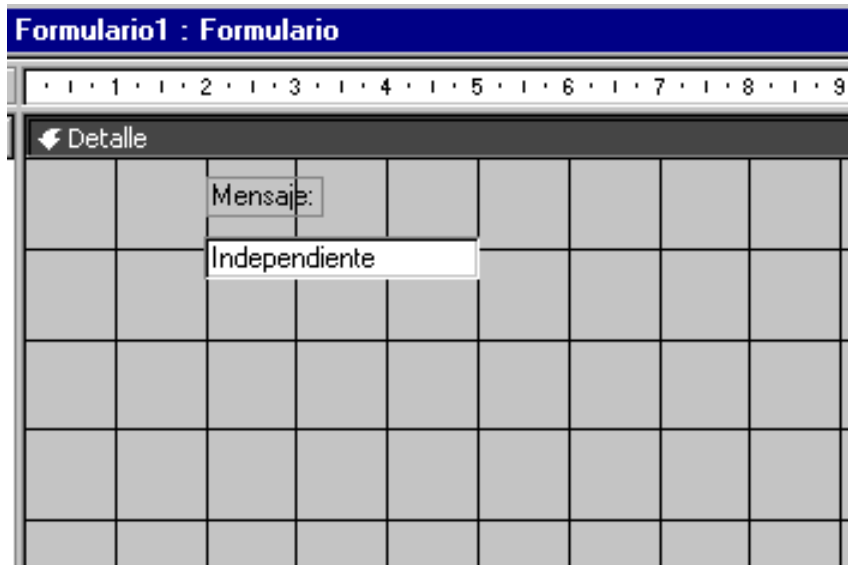 Formulario1 : Formulario
1 2 3 4 5 6 7 8 9
Detalle
Mensaje:
Independiente